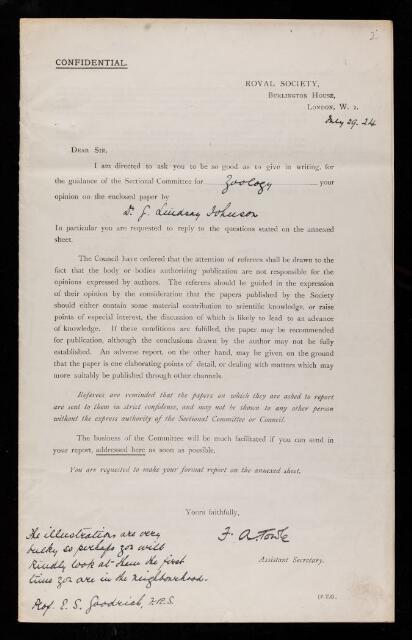 2
CONFIDENTIAL.
ROYAL SOCIETY,
BURLINGTON HOUSE,
LONDON, W. 1.
July 29. 24
DEAR SIR,
I am directed to ask you to be so good as to give in writing, for
the guidance of the Sectional Committee for Zoology your
opinion on the enclosed paper by
Dr G. Lindsay Johnson
In particular you are requested to reply to the questions stated on the annexed
sheet.
The Council have ordered that the attention of referees shall be drawn to the
fact that the body or bodies authorizing publication are not responsible for the
opinions expressed by authors. The referees should be guided in the expression
of their opinion by the consideration that the papers published by the Society
should either contain some material contribution to scientific knowledge, or raise
points of especial interest, the discussion of which is likely to lead to an advance
of knowledge. If these conditions are fulfilled, the paper may be recommended
for publication, although the conclusions drawn by the author may not be fully
established. An adverse report, on the other hand, may be given on the ground
that the paper is one elaborating points of detail, or dealing with matters which may
more suitably be published through other channels.
Referees are reminded that the papers on which they are asked to report
are sent to them in strict confidence, and may not be shown to any other person
without the express authority of the Sectional Committee or Council.
The business of the Committee will be much facilitated if you can send in
your report, addressed here as soon as possible.
You are requested to make your formal report on the annexed sheet.
Yours faithfully,
F. A. Towle
Assistant Secretary.
The illustrations are very
bulky so perhaps you will
kindly look at them the first
time you are in the neighbourhood.
Prof. E. S. Goodrich, F.R.S.
(P.T.O.